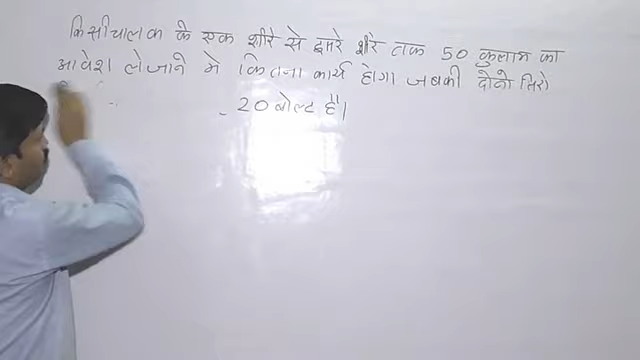 किसी चालक के एक शीरे से दूसरे शीरे तक 50 कुलाम का
आवेश ले जाने मे कितना कार्य होगा जबकी दोनो सिरो
20 वोल्ट है।